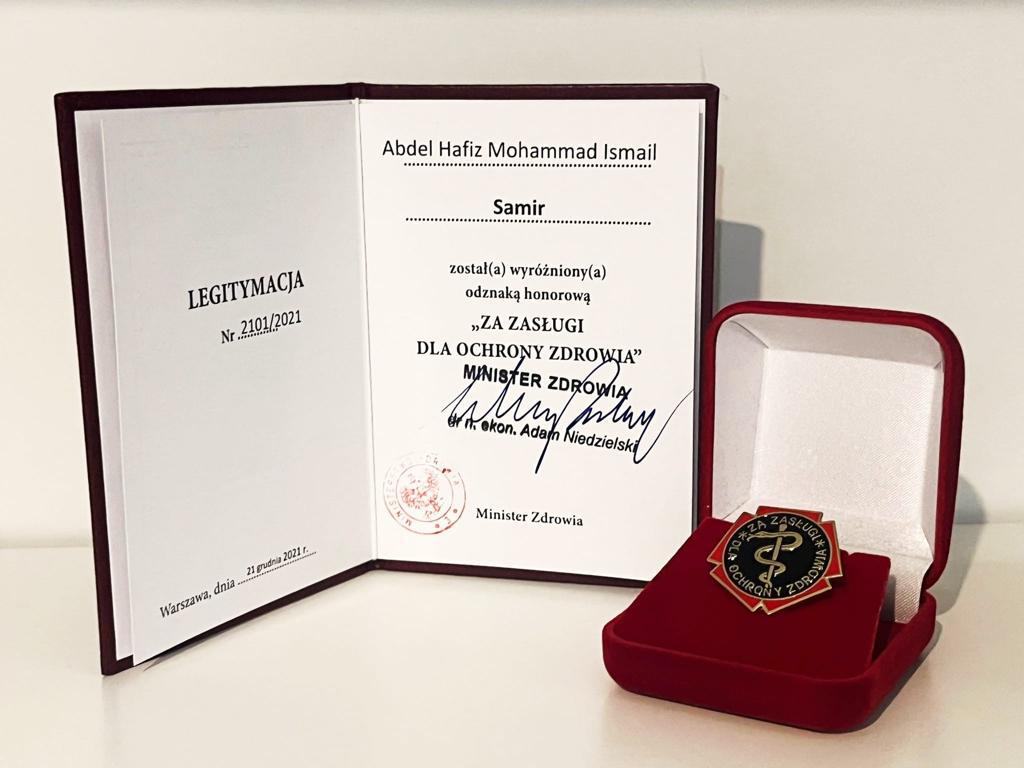 LEGITYMACJA
Nr 2101/2021
Warszawa, dnia 21 grudnia 2021 r.
Abdel Hafiz Mohammad Ismail
Samir
został(a) wyróżniony(a)
odznaką honorową
„ZA ZASŁUGI
DLA OCHRONY ZDROWIA”
MINISTER ZDROWIA
dr n. ekon. Adam Niedzielski
Minister Zdrowia
ZA ZASŁUGI
DLA OCHRONY ZDROWIA